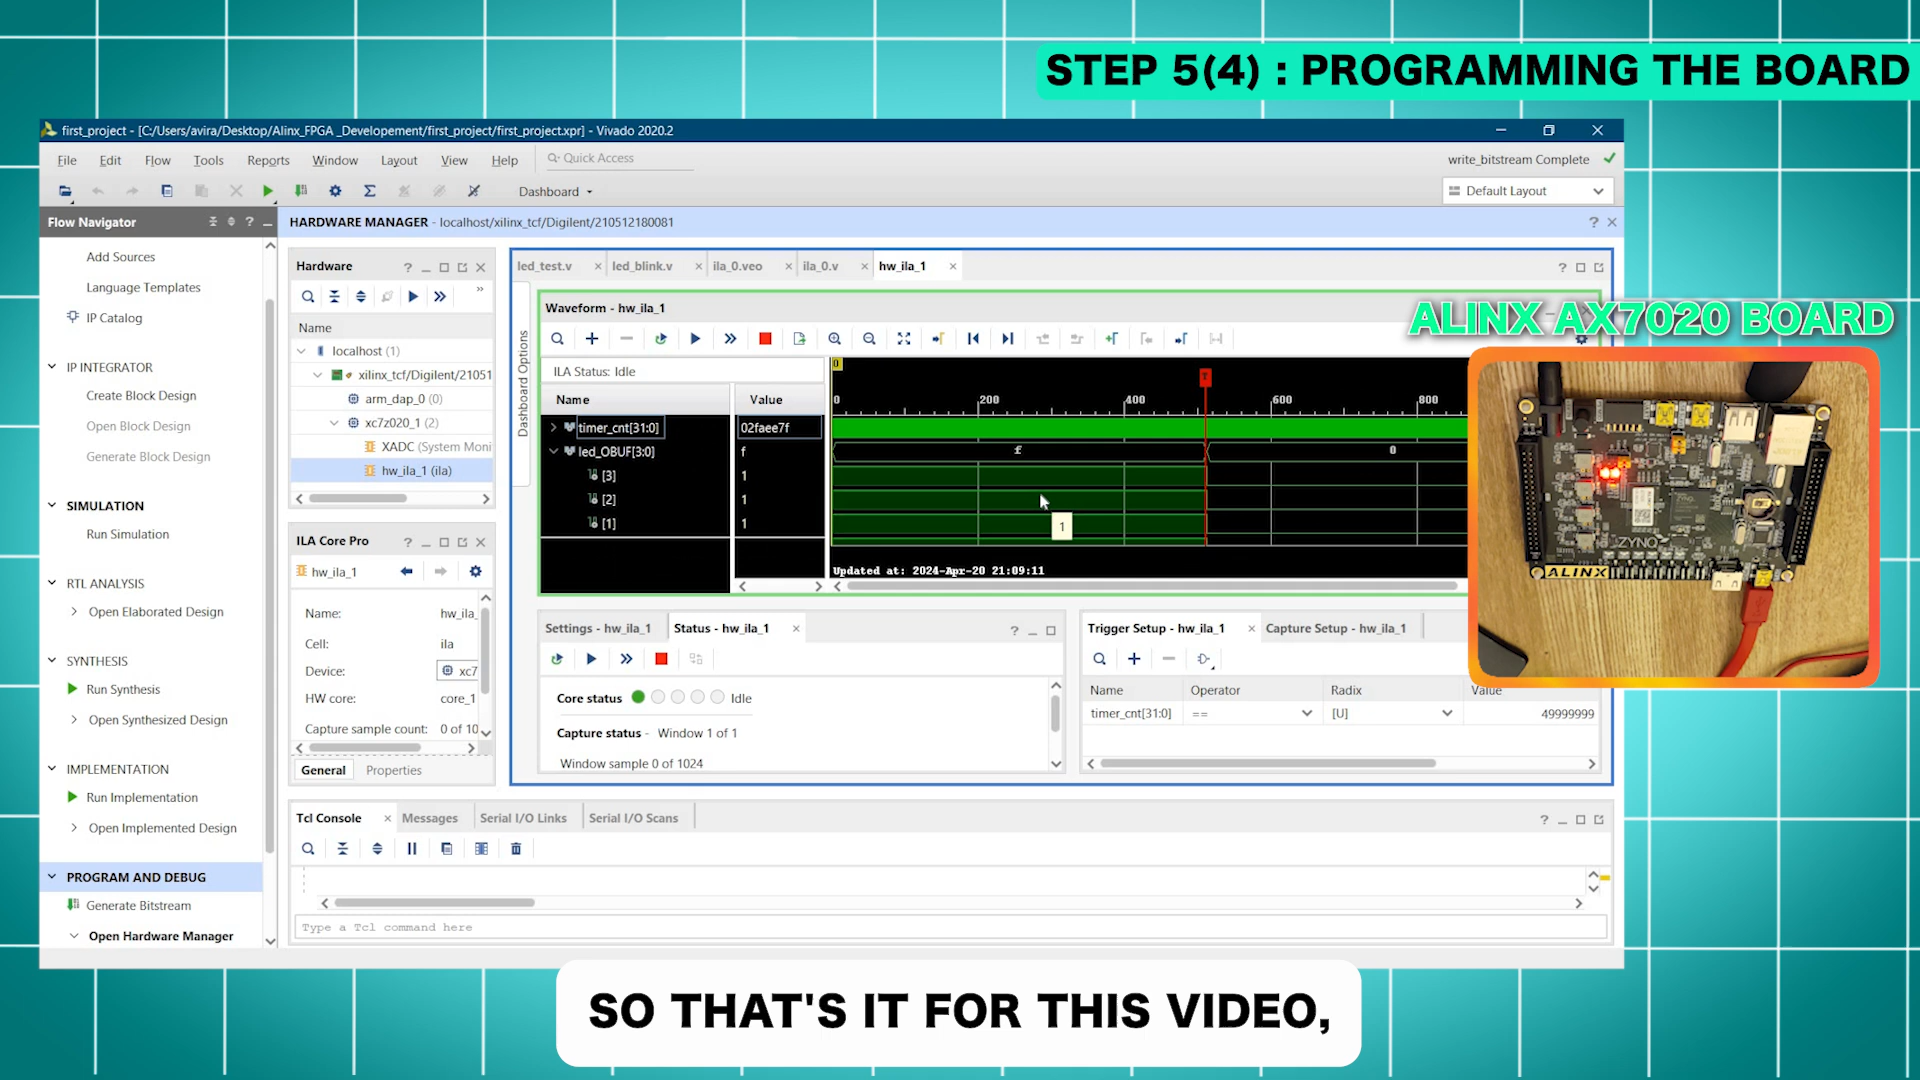 STEP 5(4) : PROGRAMMING THE BOARD
first_project - [C:/Users/avira/Desktop/Alinx_FPGA _Developement/first_project/first_project.xpr] - Vivado 2020.2
File Edit Flow Tools Reports Window Layout View Help Quick Access
write_bitstream Complete
Dashboard
Default Layout
Flow Navigator
HARDWARE MANAGER - localhost/xilinx_tcf/Digilent/210512180081
Add Sources
Language Templates
IP Catalog
IP INTEGRATOR
Create Block Design
Open Block Design
Generate Block Design
SIMULATION
Run Simulation
RTL ANALYSIS
Open Elaborated Design
SYNTHESIS
Run Synthesis
Open Synthesized Design
IMPLEMENTATION
Run Implementation
Open Implemented Design
PROGRAM AND DEBUG
Generate Bitstream
Open Hardware Manager
Hardware
Name
localhost (1)
xilinx_tcf/Digilent/21051
arm_dap_0 (0)
xc7z020_1 (2)
XADC (System Moni
hw_ila_1 (ila)
ILA Core Pro
hw_ila_1
Name: hw_ila_
Cell: ila
Device: xc7
HW core: core_1
Capture sample count: 0 of 10
General Properties
led_test.v led_blink.v ila_0.veo ila_0.v hw_ila_1
Dashboard Options
Waveform - hw_ila_1
ILA Status: Idle
Name Value
timer_cnt[31:0] 02faee7f
led_OBUF[3:0] f
[3] 1
[2] 1
[1] 1
0
T
0 200 400 600 800
f 0
1
Updated at: 2024-Apr-20 21:09:11
ALINX AX7020 BOARD
ZYNQ
ALINX
Settings - hw_ila_1 Status - hw_ila_1
Core status Idle
Capture status - Window 1 of 1
Window sample 0 of 1024
Trigger Setup - hw_ila_1 Capture Setup - hw_ila_1
Name Operator Radix Value
timer_cnt[31:0] == [U] 49999999
Tcl Console Messages Serial I/O Links Serial I/O Scans
Type a Tcl command here
SO THAT'S IT FOR THIS VIDEO,